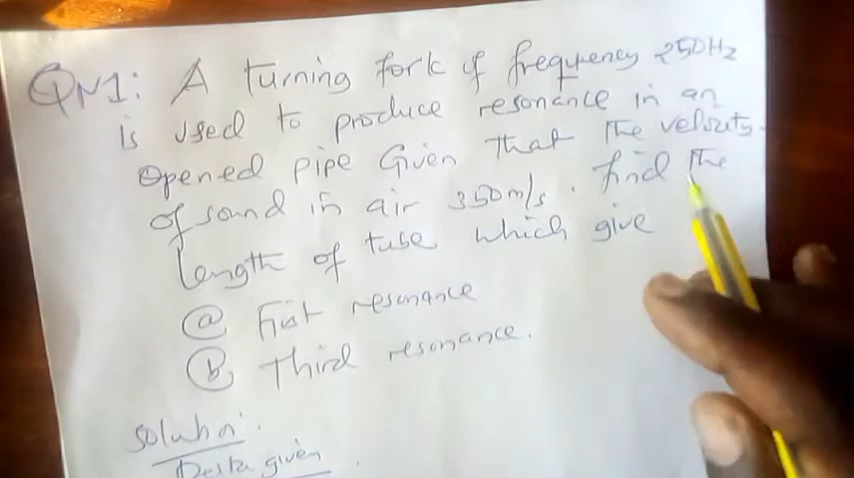 QN1: A turning fork of frequency 250Hz
is used to produce resonance in an
opened pipe Given that the velocity
of sound in air 350m/s. find the
length of tube which give
(a) First resonance
(b) Third resonance.
Solution.
Data given